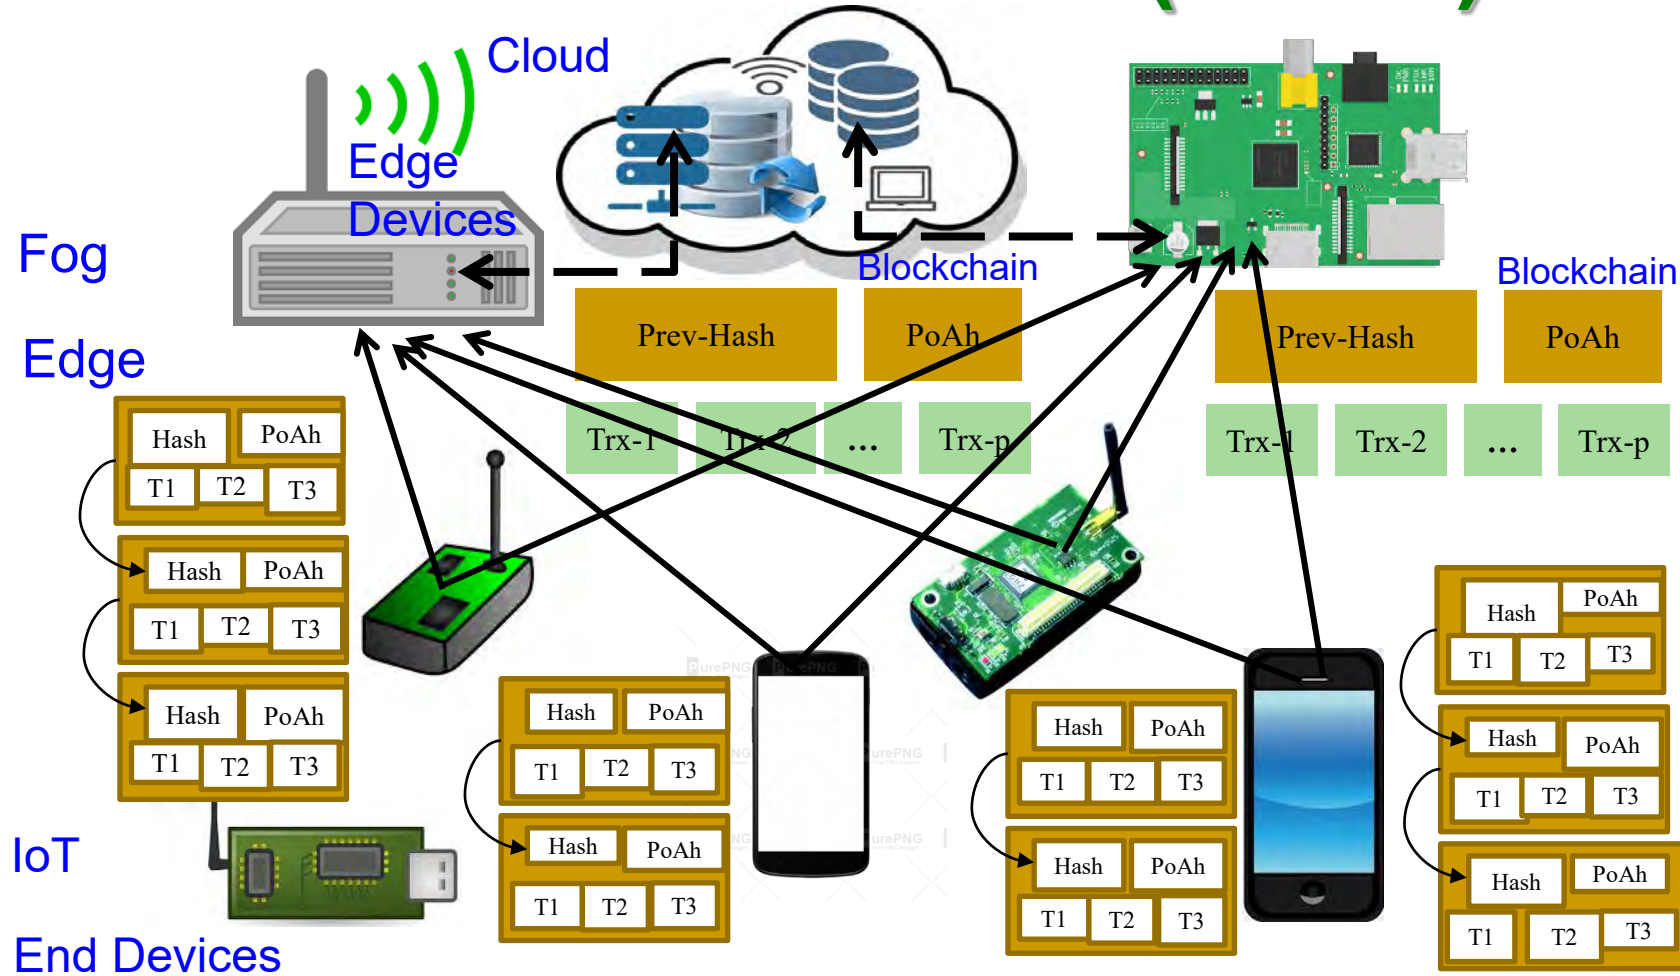 Cloud
Edge
Devices
Fog
Edge
Blockchain
Blockchain
Prev-Hash
PoAh
Trx-1
Trx-2
...
Trx-p
Prev-Hash
PoAh
Trx-1
Trx-2
...
Trx-p
Hash
PoAh
T1
T2
T3
Hash
PoAh
T1
T2
T3
Hash
PoAh
T1
T2
T3
Hash
PoAh
T1
T2
T3
Hash
PoAh
T1
T2
T3
Hash
PoAh
T1
T2
T3
Hash
PoAh
T1
T2
T3
Hash
PoAh
T1
T2
T3
Hash
PoAh
T1
T2
T3
Hash
PoAh
T1
T2
T3
IoT
End Devices
PurePNG
PurePNG
PurePNG